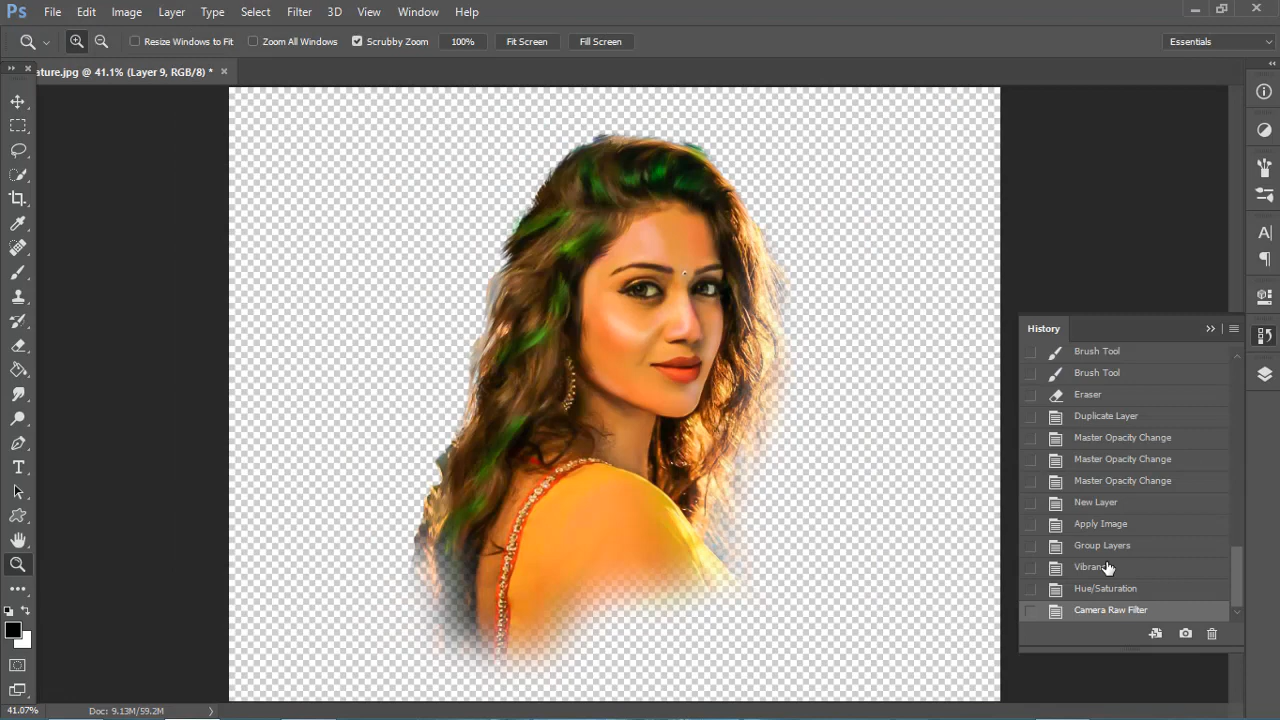 Ps File Edit Image Layer Type Select Filter 3D View Window Help
Resize Windows to Fit Zoom All Windows Scrubby Zoom 100% Fit Screen Fill Screen Essentials
ature.jpg @ 41.1% (Layer 9, RGB/8) *
History
Brush Tool
Brush Tool
Eraser
Duplicate Layer
Master Opacity Change
Master Opacity Change
Master Opacity Change
New Layer
Apply Image
Group Layers
Hue/Saturation
Camera Raw Filter
41.07% Doc: 9.13M/59.2M